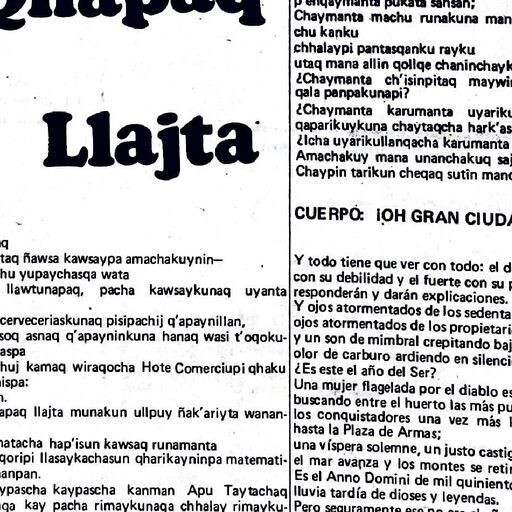 Qhapaq
Llajta
aq
taq ñawsa kawsaypa amachakuynin—
hu yupaychasqa wata
llawtunapaq, pacha kawsaykunaq uyanta
cerveceriaskunaq pisipachij q'apaynillan,
soq asnaq q'apayninkuna hanaq wasi t'oqoku-
aspa
huj kamaq wiraqocha Hote Comerciupi qhaku
nispa:
n.
apaq llajta munakun ullpuy ñak'ariyta wanan-
natacha hap'isun kawsaq runamanta
qoripi llasaykachasun qharikayninpa matemati-
nanpan.
ypascha kaypascha kanman Apu Taytachaq
nqa kay pacha rimaykunaqa chhalay rimayku-
p'enqaymanta pukata sansan;
Chaymanta machu runakuna man
chu kanku
chhalaypi pantasqanku rayku
utaq mana allin qollqe chaninchayk
¿Chaymanta ch'isinpitaq maywi
qala panpakunapi?
¿Chaymanta karumanta uyariku
qaparikuykuna chaytaqcha hark'as
¿Icha uyarikullanqacha karumanta
Amachakuy mana unanchakuq saj
Chaypin tarikun cheqaq sutin mana
CUERPO: ¡OH GRAN CIUDA
Y todo tiene que ver con todo: el d
con su debilidad y el fuerte con su p
responderán y darán explicaciones.
Y ojos atormentados de los sedenta
ojos atormentados de los propietari
y un son de mimbral crepitando baj
olor de carburo ardiendo en silenci
¿Es este el año del Ser?
Una mujer flagelada por el diablo es
buscando entre el huerto las más pu
los conquistadores una vez más l
hasta la Plaza de Armas;
una víspera solemne, un justo castig
el mar avanza y los montes se retir
Es el Anno Domini de mil quiniento
lluvia tardía de dioses y leyendas.